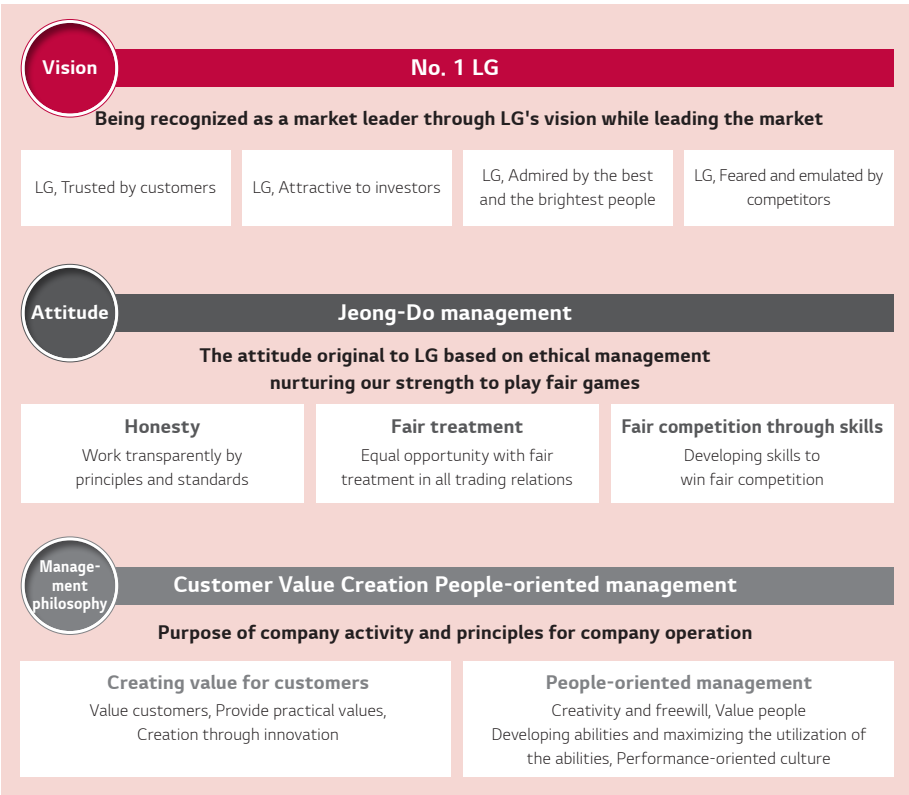 Vision
No. 1 LG
Being recognized as a market leader through LG's vision while leading the market
LG, Trusted by customers
LG, Attractive to investors
LG, Admired by the best
and the brightest people
LG, Feared and emulated by
competitors
Attitude
Jeong-Do management
The attitude original to LG based on ethical management
nurturing our strength to play fair games
Honesty
Work transparently by
principles and standards
Fair treatment
Equal opportunity with fair
treatment in all trading relations
Fair competition through skills
Developing skills to
win fair competition
Manage-
ment
philosophy
Customer Value Creation People-oriented management
Purpose of company activity and principles for company operation
Creating value for customers
Value customers, Provide practical values,
Creation through innovation
People-oriented management
Creativity and freewill, Value people
Developing abilities and maximizing the utilization of
the abilities, Performance-oriented culture